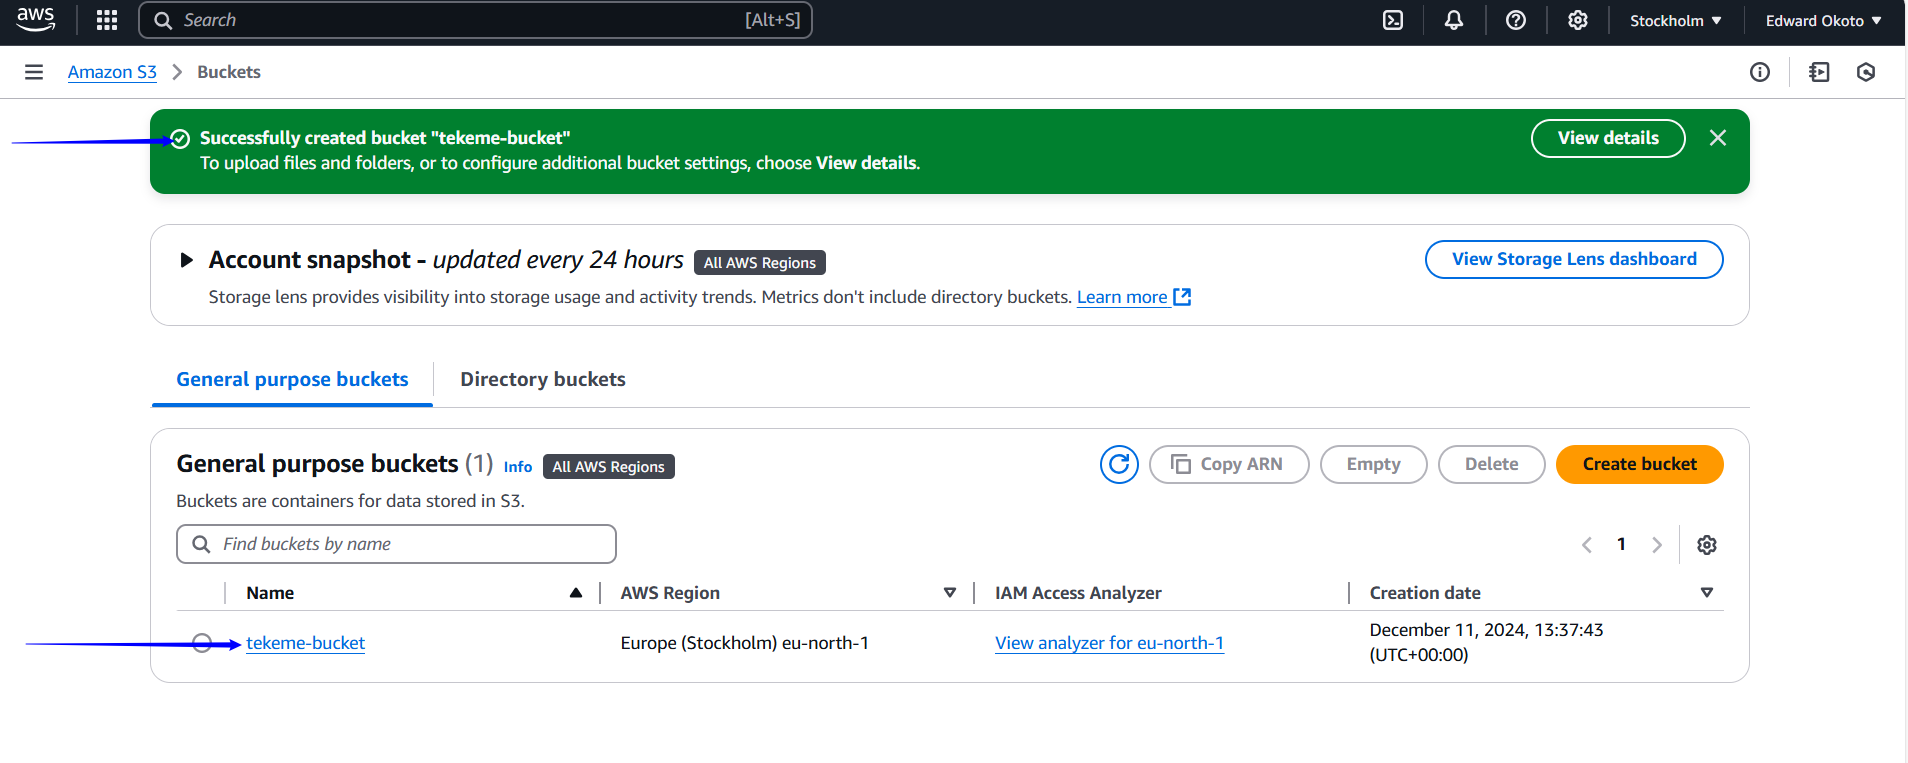 aws
Search [Alt+S] Stockholm Edward Okoto
Amazon S3 Buckets
Successfully created bucket "tekeme-bucket" View details
To upload files and folders, or to configure additional bucket settings, choose View details.
Account snapshot - updated every 24 hours All AWS Regions View Storage Lens dashboard
Storage lens provides visibility into storage usage and activity trends. Metrics don't include directory buckets. Learn more
General purpose buckets Directory buckets
General purpose buckets (1) Info All AWS Regions Copy ARN Empty Delete Create bucket
Buckets are containers for data stored in S3.
Find buckets by name 1
Name AWS Region IAM Access Analyzer Creation date
tekeme-bucket Europe (Stockholm) eu-north-1 View analyzer for eu-north-1 December 11, 2024, 13:37:43
(UTC+00:00)